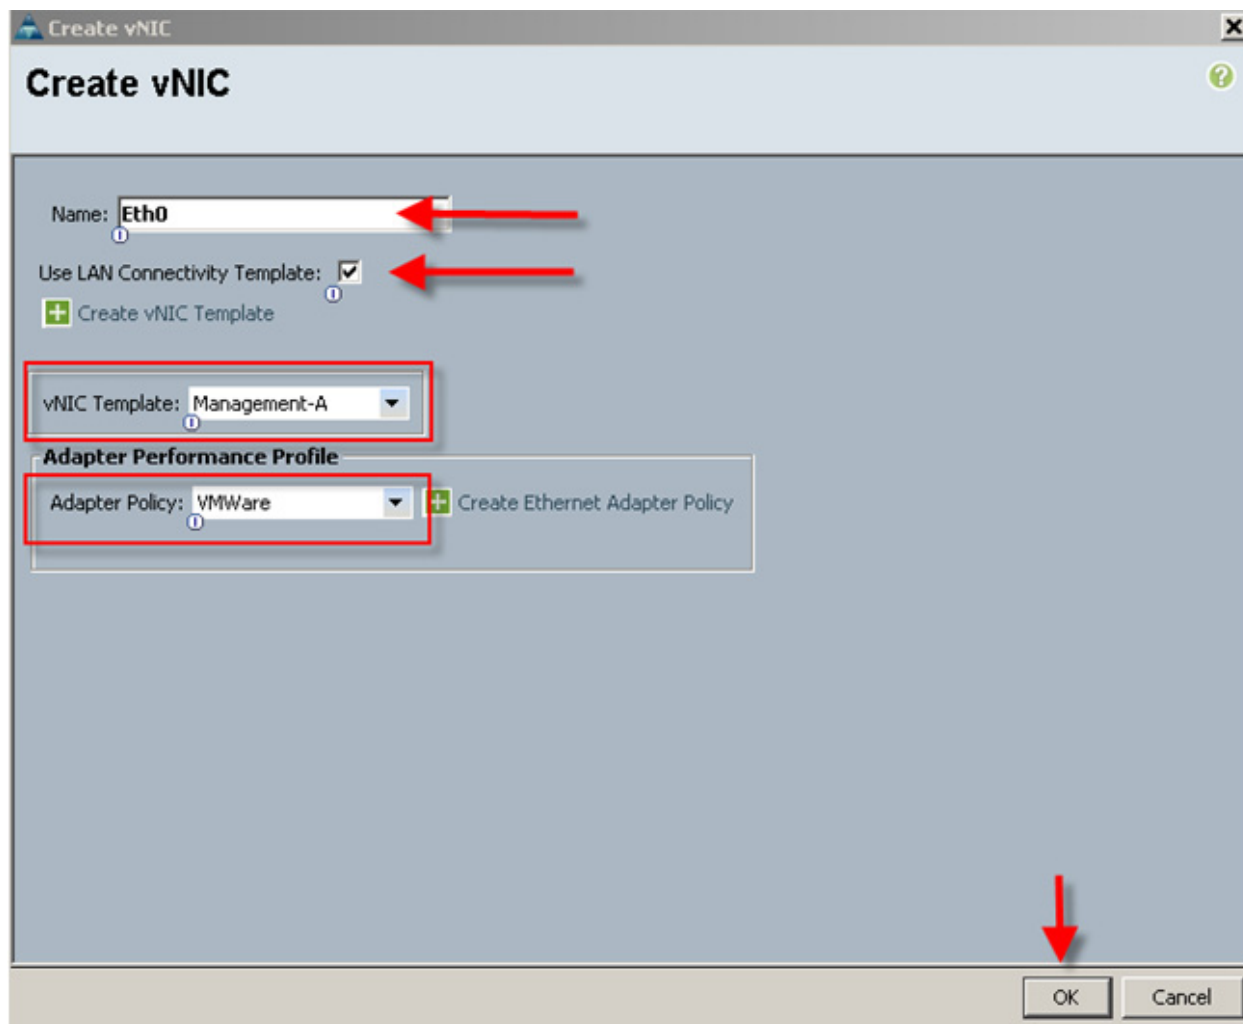 Create vNIC
Create vNIC
Name: Eth0
Use LAN Connectivity Template:
Create vNIC Template
vNIC Template: Management-A
Adapter Performance Profile
Adapter Policy: VMWare Create Ethernet Adapter Policy
OK Cancel